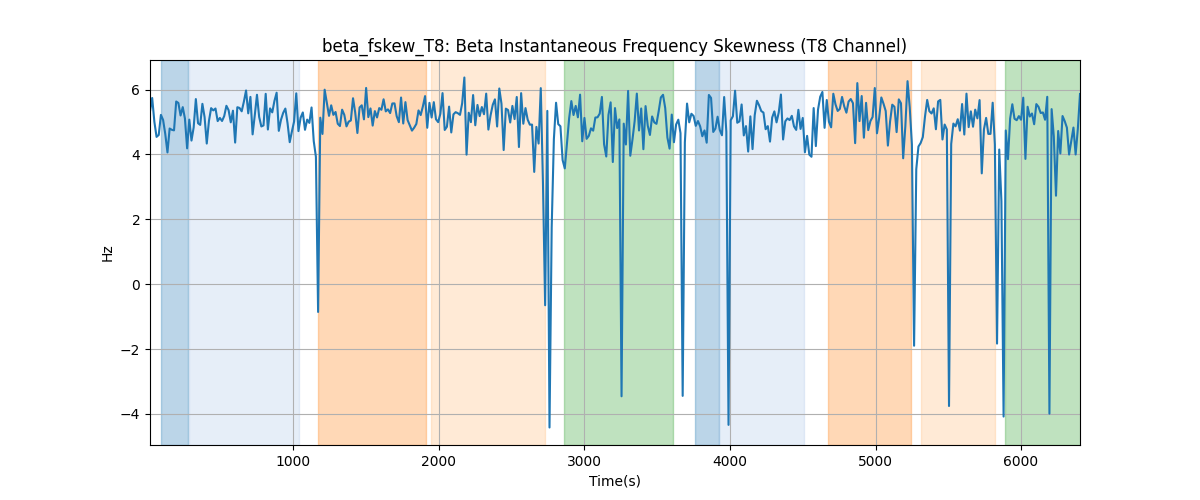 beta_fskew_T8: Beta Instantaneous Frequency Skewness (T8 Channel)
6
4
2
0
−2
−4
Hz
1000 2000 3000 4000 5000 6000
Time(s)